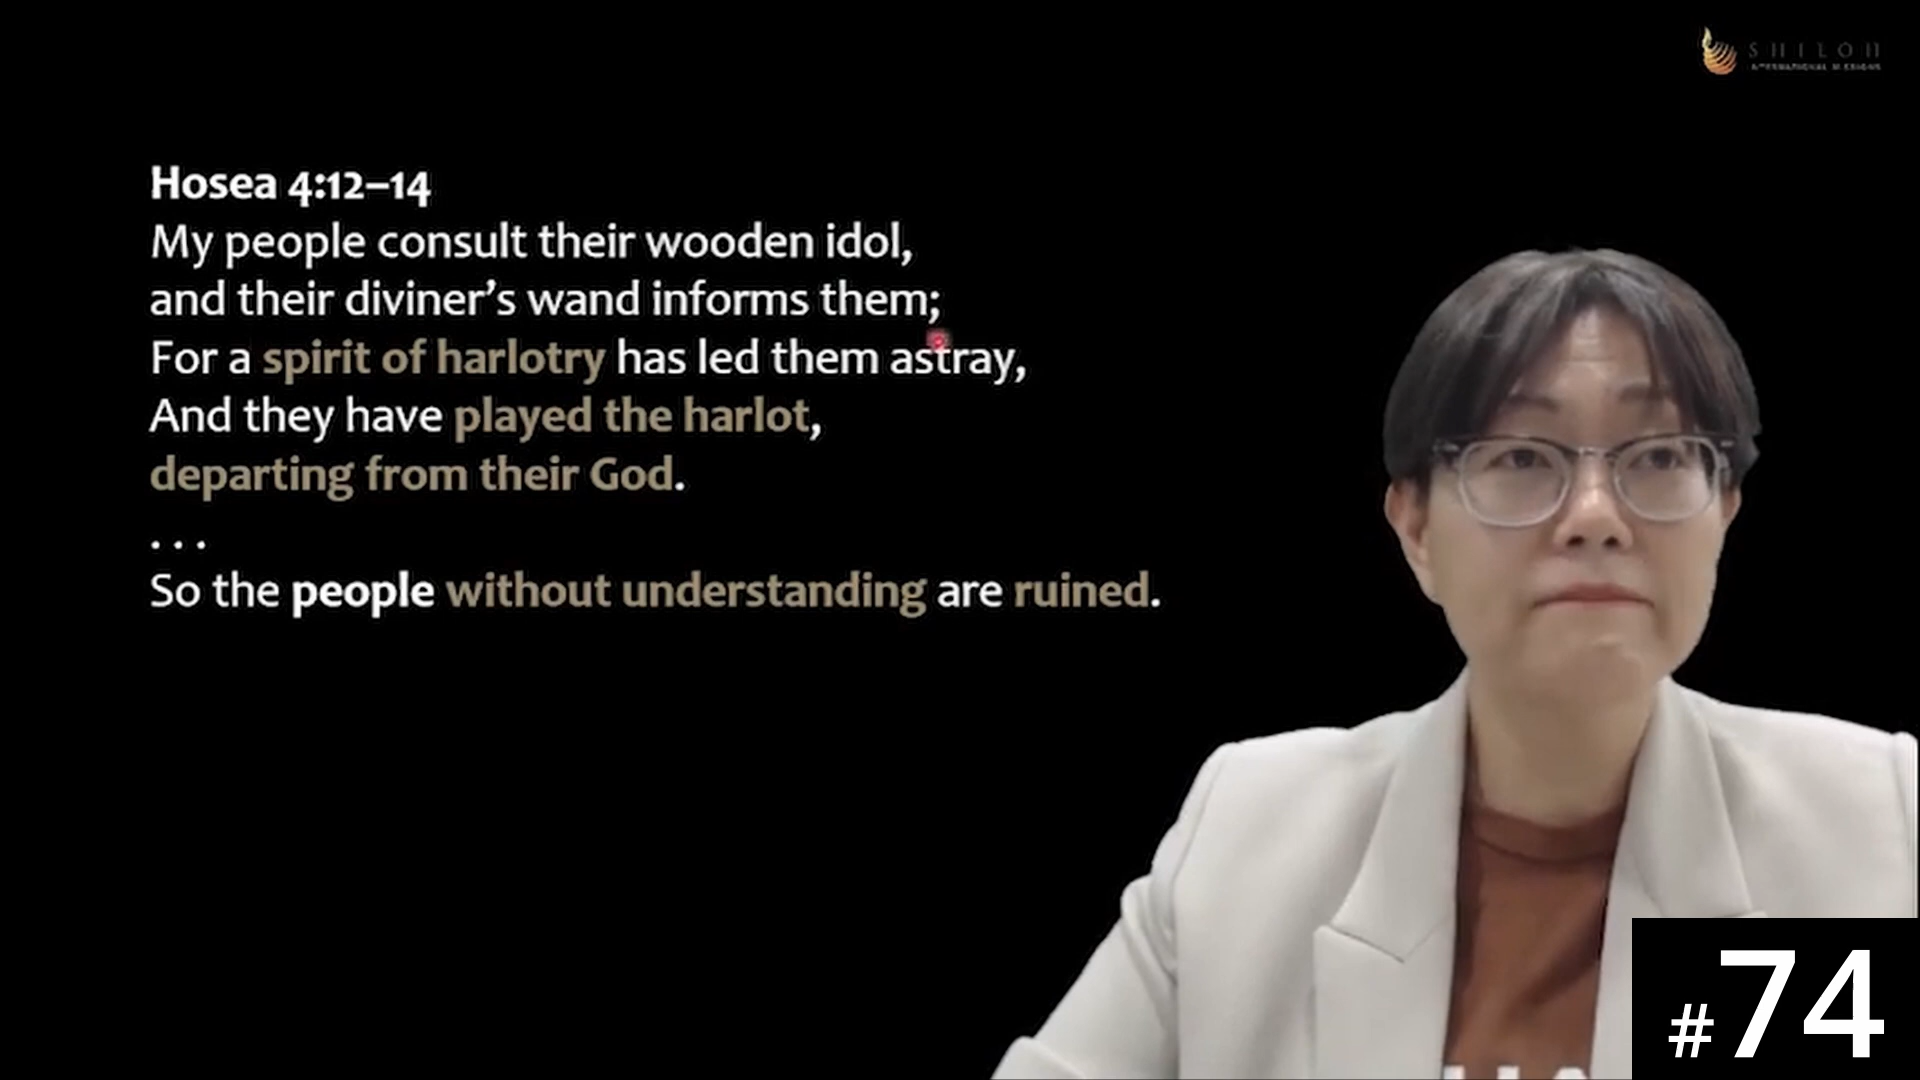 SHILOH
INTERNATIONAL MISSIONS
Hosea 4:12–14
My people consult their wooden idol,
and their diviner’s wand informs them;
For a spirit of harlotry has led them astray,
And they have played the harlot,
departing from their God.
. . .
So the people without understanding are ruined.
#74